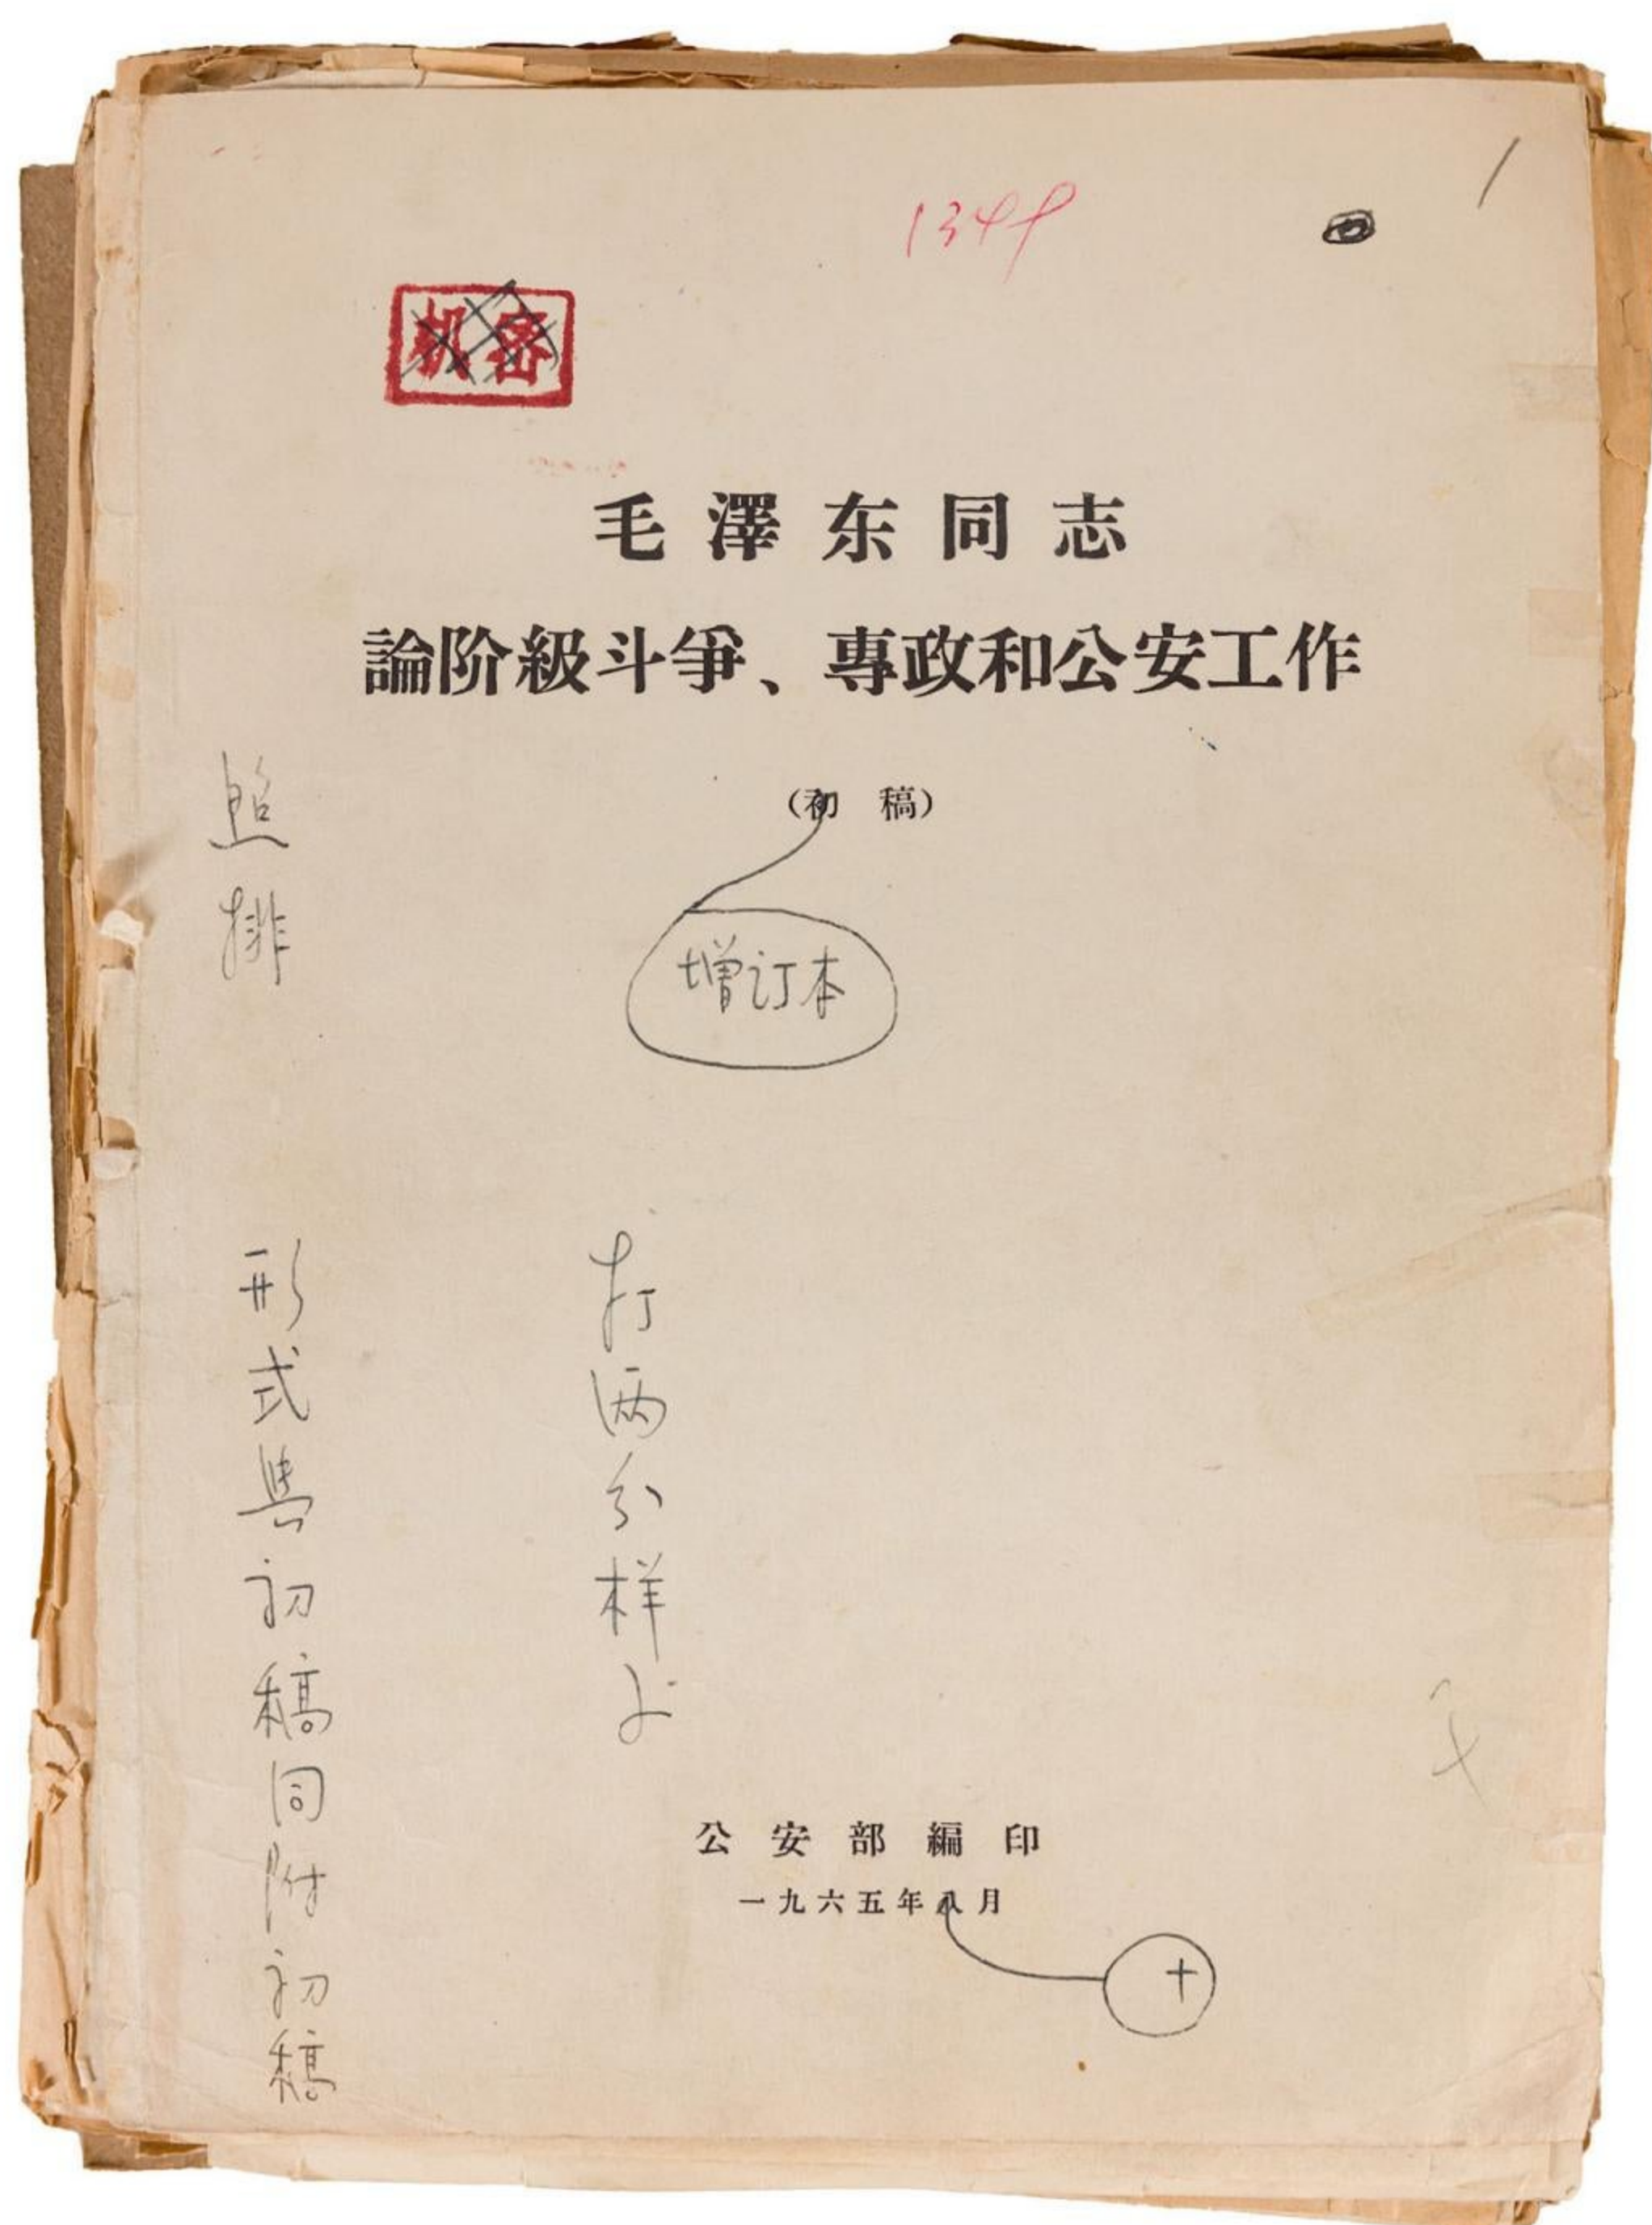 机密
毛澤东同志
論阶級斗爭、專政和公安工作
(初 稿)
增订本
照排
打两分样子
形式與初稿同附初稿
公安部編印
一九六五年八月
十